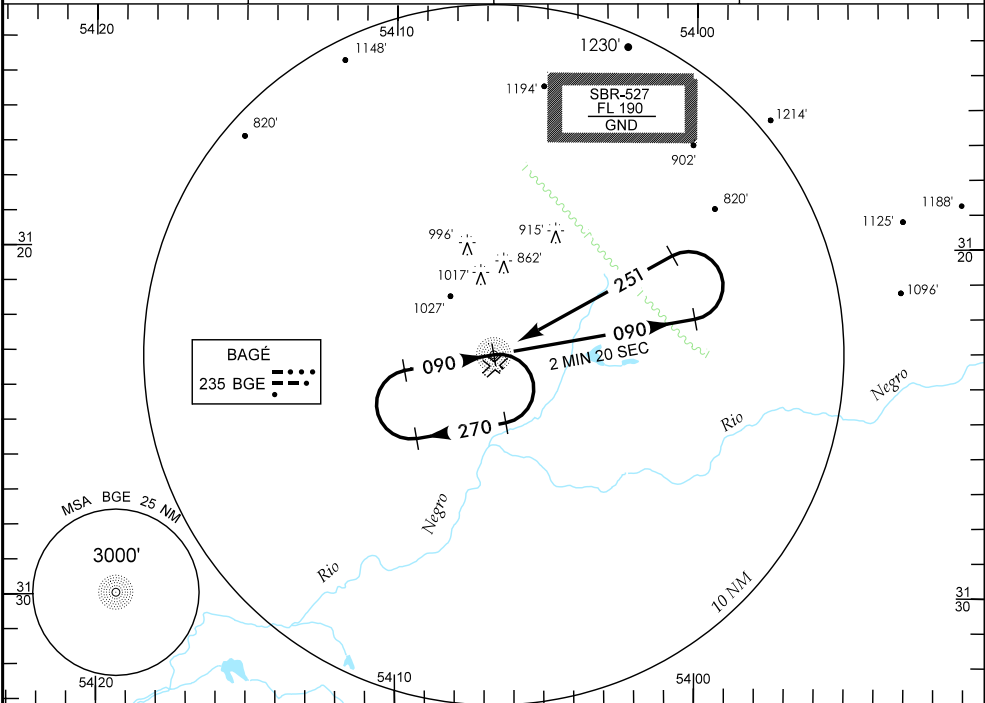 54 20
54 10
54 00
1148'
1230'
1194'
SBR-527
FL 190
GND
1214'
820'
902'
820'
1188'
1125'
996'
915'
862'
1017'
31
20
31
20
1027'
1096'
251
090
2 MIN 20 SEC
BAGÉ
235 BGE
090
270
Negro
Rio
Negro
Rio
MSA BGE 25 NM
3000'
31
30
31
30
10 NM
54 20
54 10
54 00